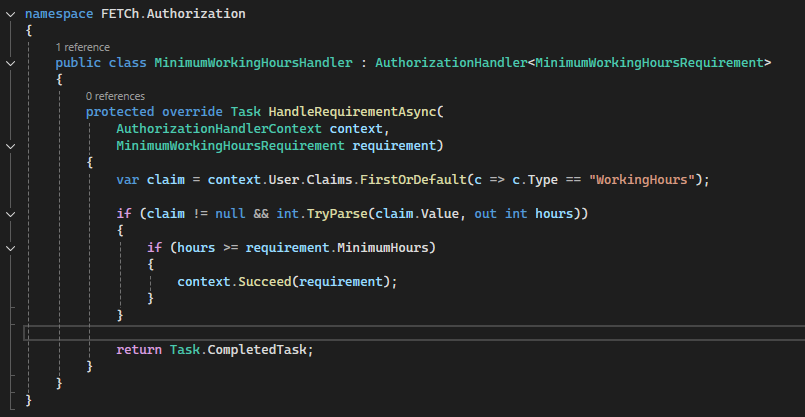 namespace FETCh.Authorization
{
1 reference
public class MinimumWorkingHoursHandler : AuthorizationHandler<MinimumWorkingHoursRequirement>
{
0 references
protected override Task HandleRequirementAsync(
AuthorizationHandlerContext context,
MinimumWorkingHoursRequirement requirement)
{
var claim = context.User.Claims.FirstOrDefault(c => c.Type == "WorkingHours");
if (claim != null && int.TryParse(claim.Value, out int hours))
{
if (hours >= requirement.MinimumHours)
{
context.Succeed(requirement);
}
}
return Task.CompletedTask;
}
}
}